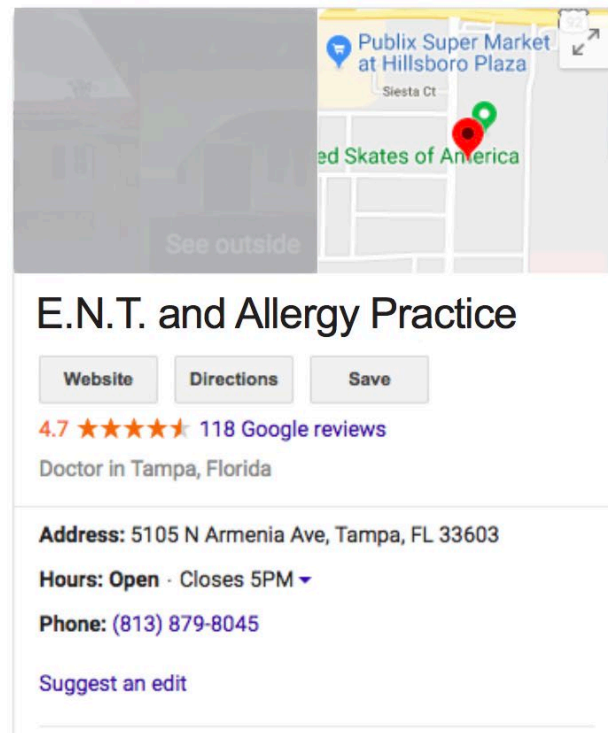 92
Publix Super Market
at Hillsboro Plaza
Siesta Ct
ed Skates of America
See outside
E.N.T. and Allergy Practice
Website
Directions
Save
4.7 118 Google reviews
Doctor in Tampa, Florida
Address: 5105 N Armenia Ave, Tampa, FL 33603
Hours: Open · Closes 5PM
Phone: (813) 879-8045
Suggest an edit